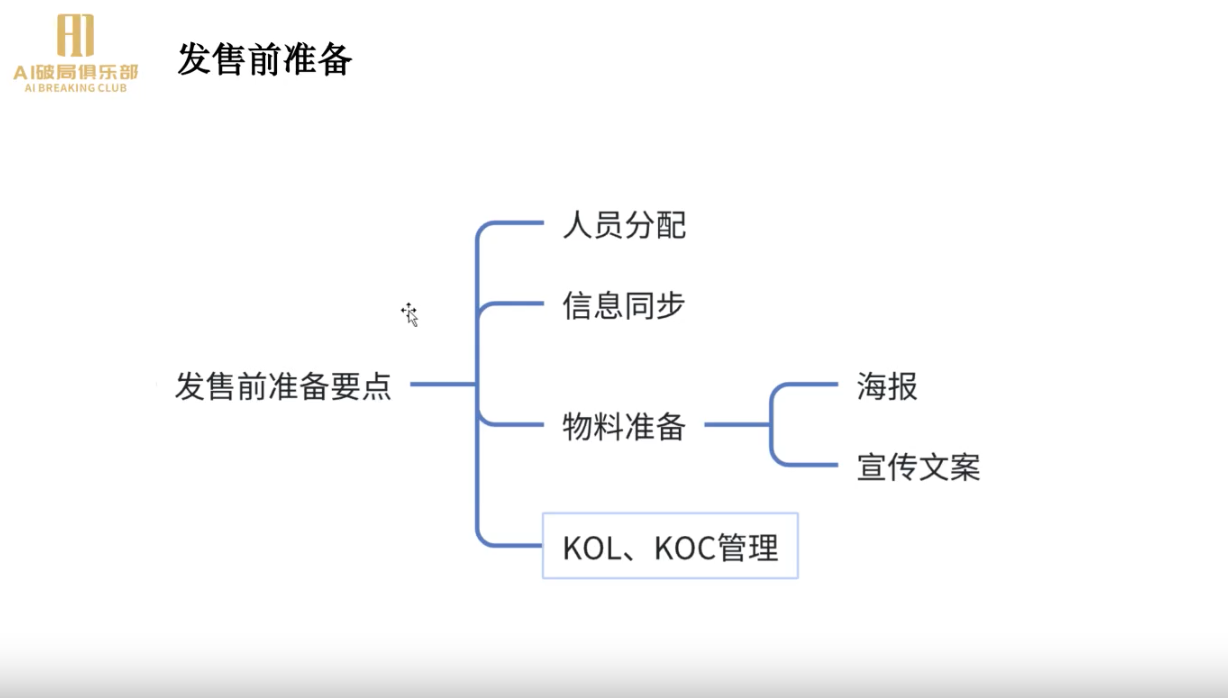 AI破局俱乐部
AI BREAKING CLUB
发售前准备
人员分配
信息同步
发售前准备要点
物料准备
海报
宣传文案
KOL、KOC管理